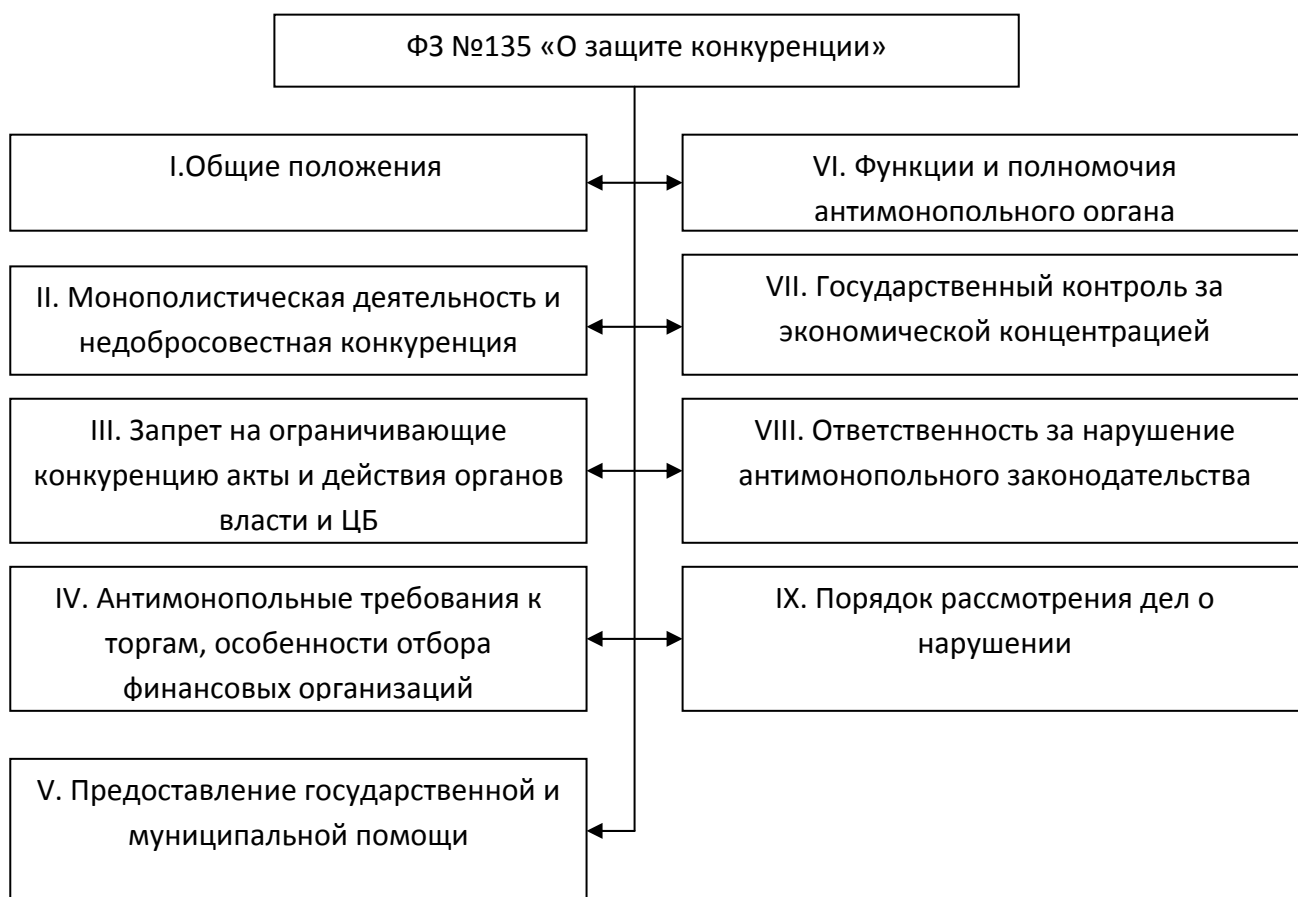 ФЗ №135 «О защите конкуренции»
I.Общие положения
II. Монополистическая деятельность и
недобросовестная конкуренция
III. Запрет на ограничивающие
конкуренцию акты и действия органов
власти и ЦБ
IV. Антимонопольные требования к
торгам, особенности отбора
финансовых организаций
V. Предоставление государственной и
муниципальной помощи
VI. Функции и полномочия
антимонопольного органа
VII. Государственный контроль за
экономической концентрацией
VIII. Ответственность за нарушение
антимонопольного законодательства
IX. Порядок рассмотрения дел о
нарушении